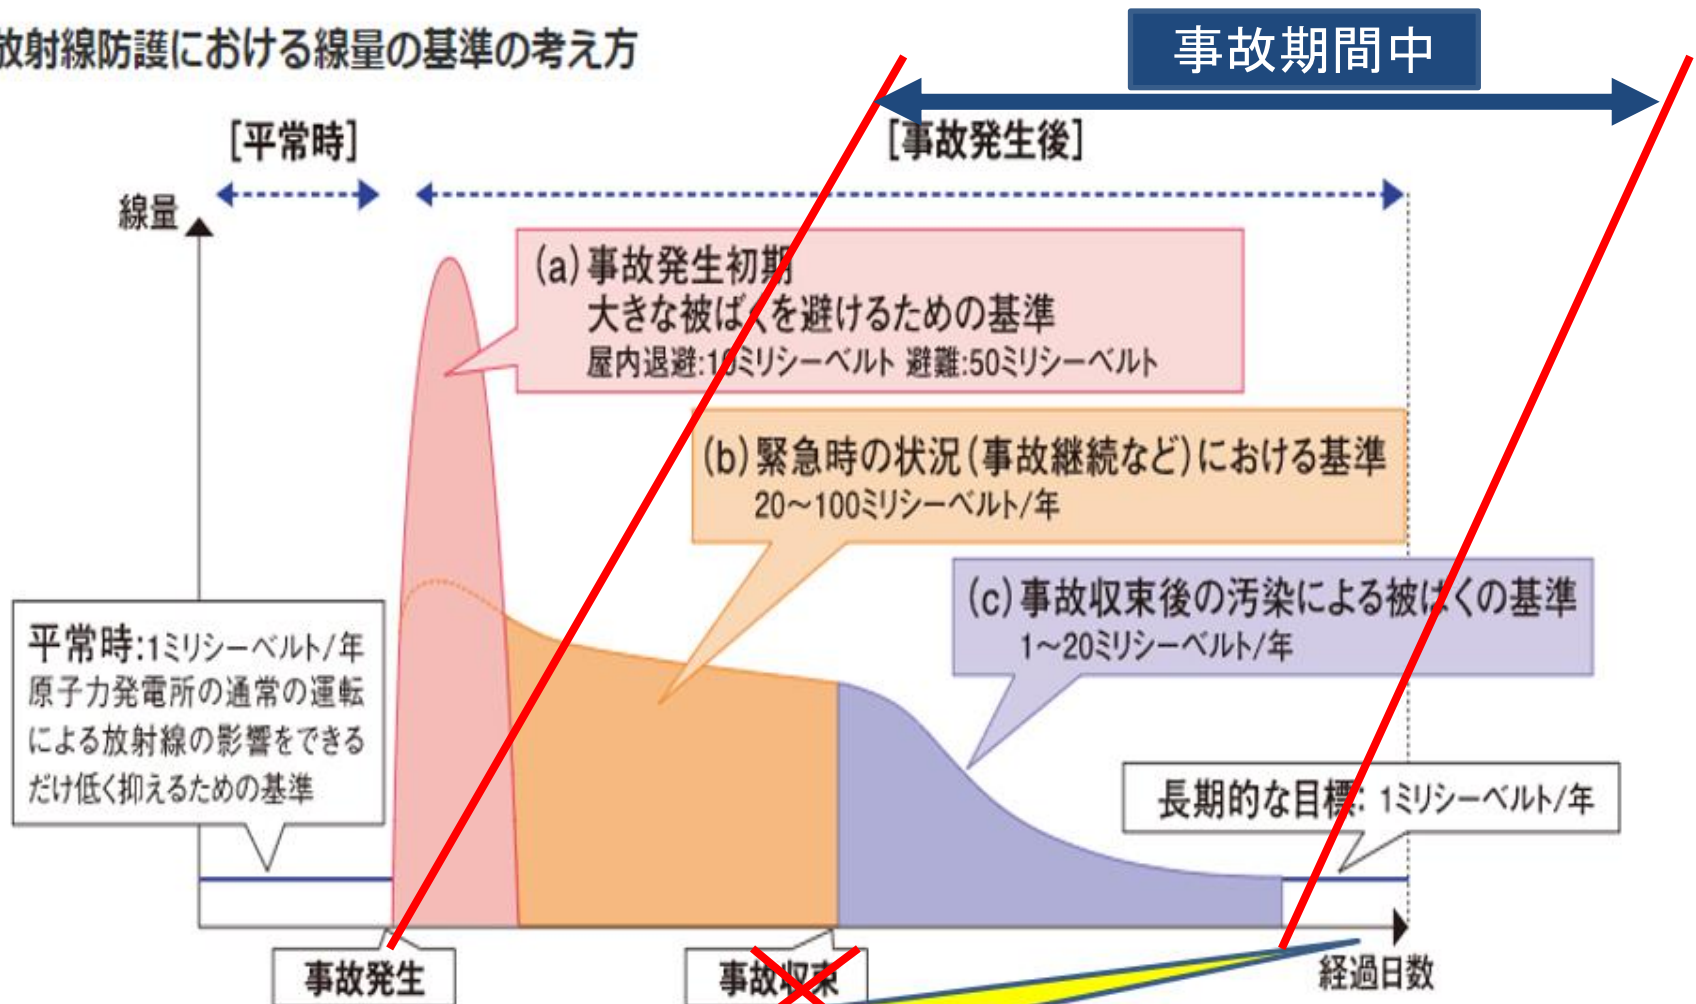 放射線防護における線量の基準の考え方
事故期間中
[平常時]
[事故発生後]
線量
(a)事故発生初期
大きな被ばくを避けるための基準
屋内退避:10ミリシーベルト 避難:50ミリシーベルト
(b)緊急時の状況(事故継続など)における基準
20～100ミリシーベルト/年
(c)事故収束後の汚染による被ばくの基準
1～20ミリシーベルト/年
平常時:1ミリシーベルト/年
原子力発電所の通常の運転
による放射線の影響をできる
だけ低く抑えるための基準
長期的な目標: 1ミリシーベルト/年
事故発生
事故収束
経過日数